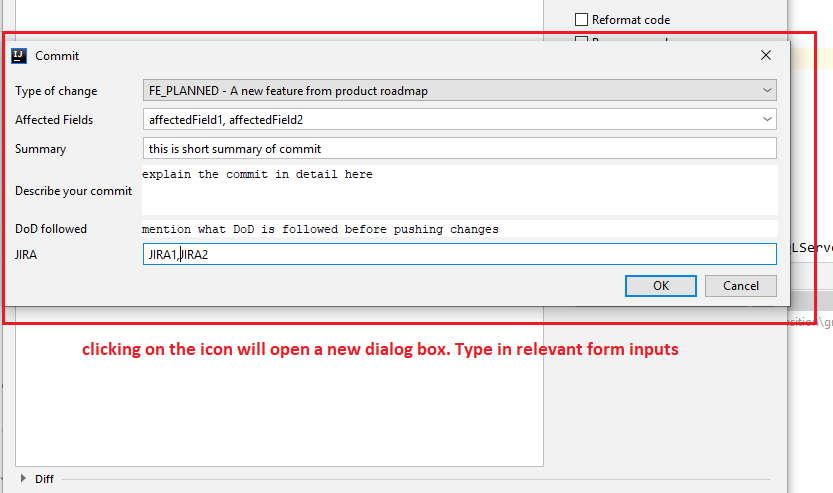 Reformat code
IJ Commit
Type of change FE_PLANNED - A new feature from product roadmap
Affected Fields affectedField1, affectedField2
Summary this is short summary of commit
explain the commit in detail here
Describe your commit
DoD followed mention what DoD is followed before pushing changes
JIRA JIRA1,JIRA2
OK Cancel
clicking on the icon will open a new dialog box. Type in relevant form inputs
Diff